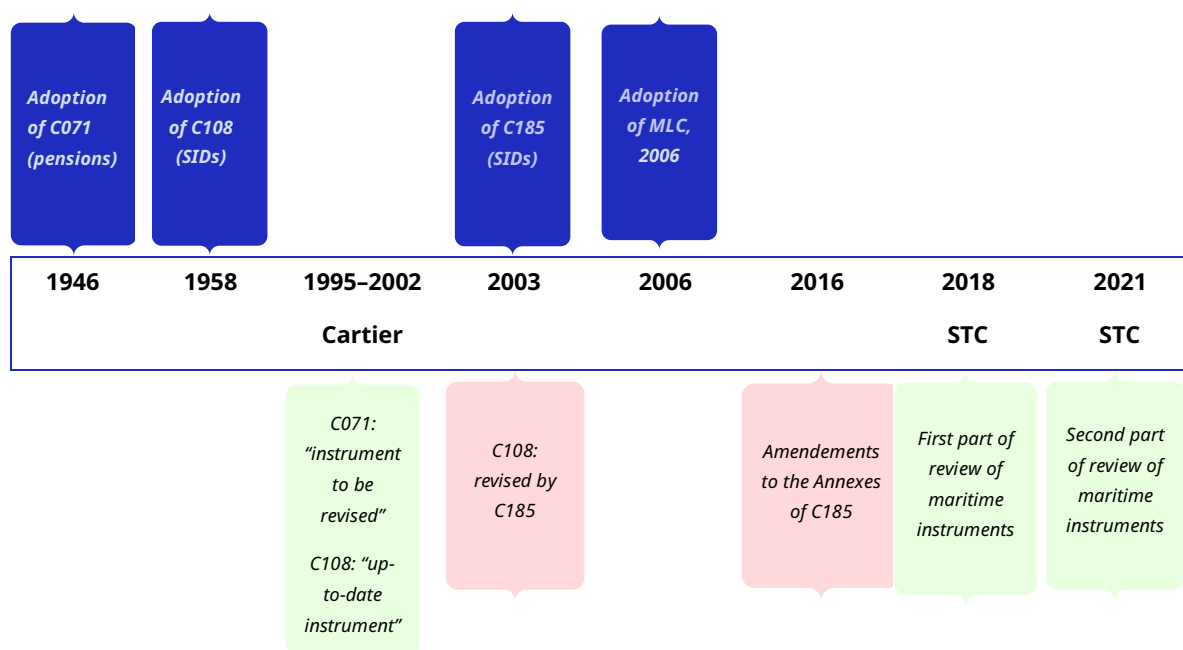 Adoption
of C071
(pensions)
Adoption
of C108
(SIDs)
Adoption
of C185
(SIDs)
Adoption
of MLC,
2006
1946
1958
1995–2002
2003
2006
2016
2018
2021
Cartier
STC
STC
C071:
“instrument
to be
revised”
C108: “up-
to-date
instrument”
C108:
revised by
C185
Amendements
to the Annexes
of C185
First part of
review of
maritime
instruments
Second part
of review of
maritime
instruments